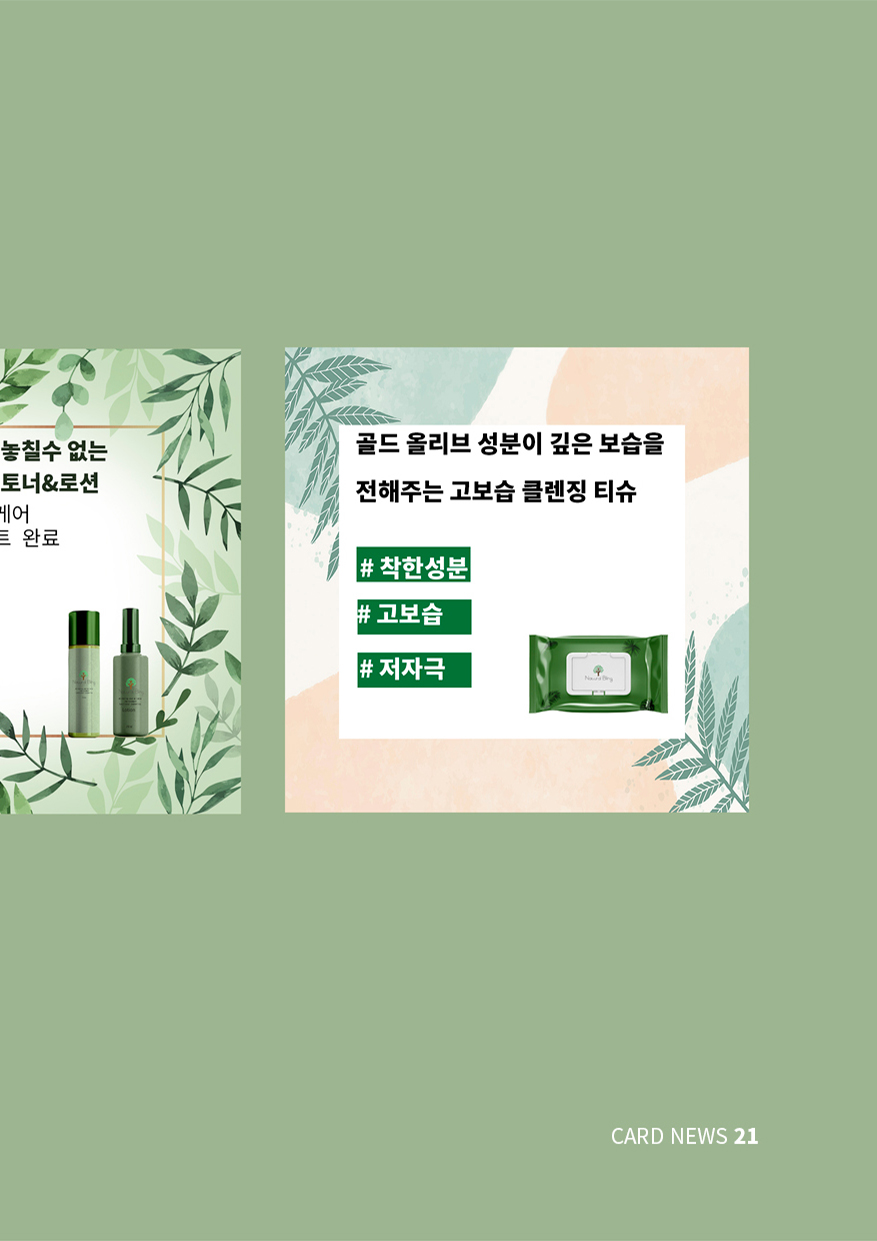 놓칠수 없는
토너&로션
케어
트 완료
골드 올리브 성분이 깊은 보습을
전해주는 고보습 클렌징 티슈
# 착한성분
# 고보습
# 저자극
CARD NEWS 21